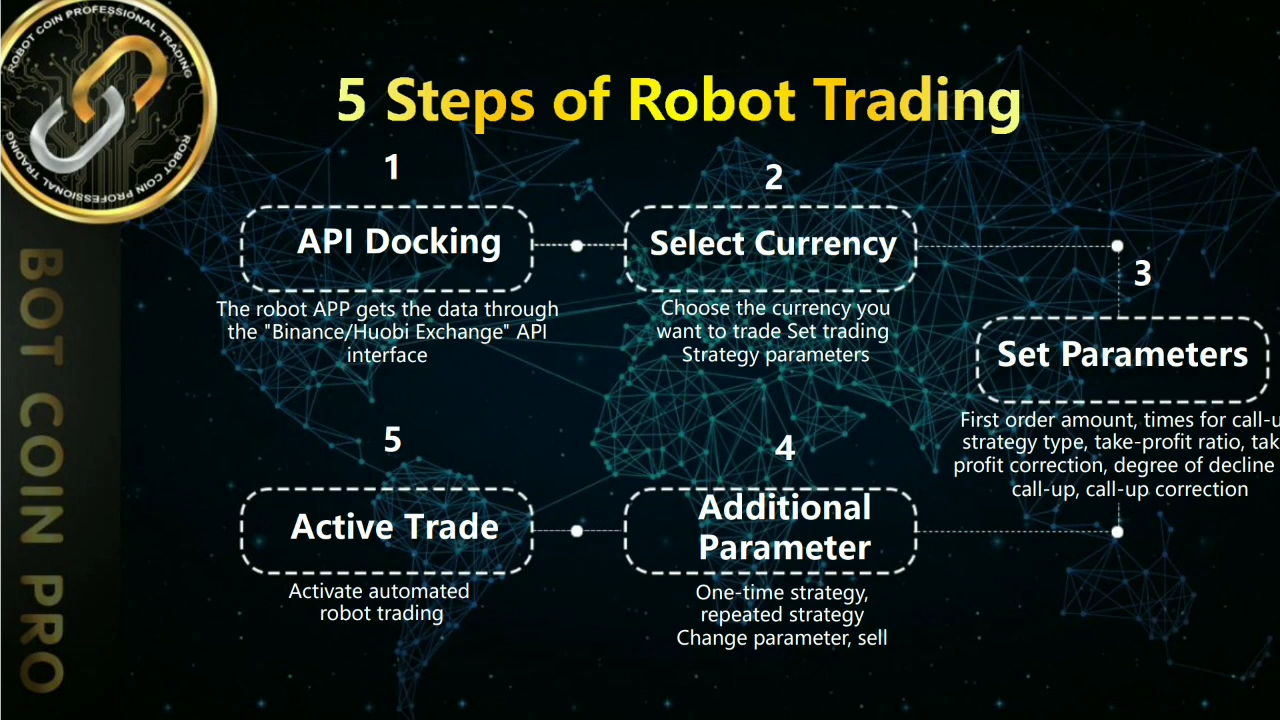 ROBOT COIN PROFESSIONAL TRADING
ROBOT COIN PROFESSIONAL TRADING
BOT COIN PRO
5 Steps of Robot Trading
1
API Docking
The robot APP gets the data through
the "Binance/Huobi Exchange" API
interface
2
Select Currency
Choose the currency you
want to trade Set trading
Strategy parameters
3
Set Parameters
First order amount, times for call-u
strategy type, take-profit ratio, tak
profit correction, degree of decline
call-up, call-up correction
4
Additional
Parameter
One-time strategy,
repeated strategy
Change parameter, sell
5
Active Trade
Activate automated
robot trading